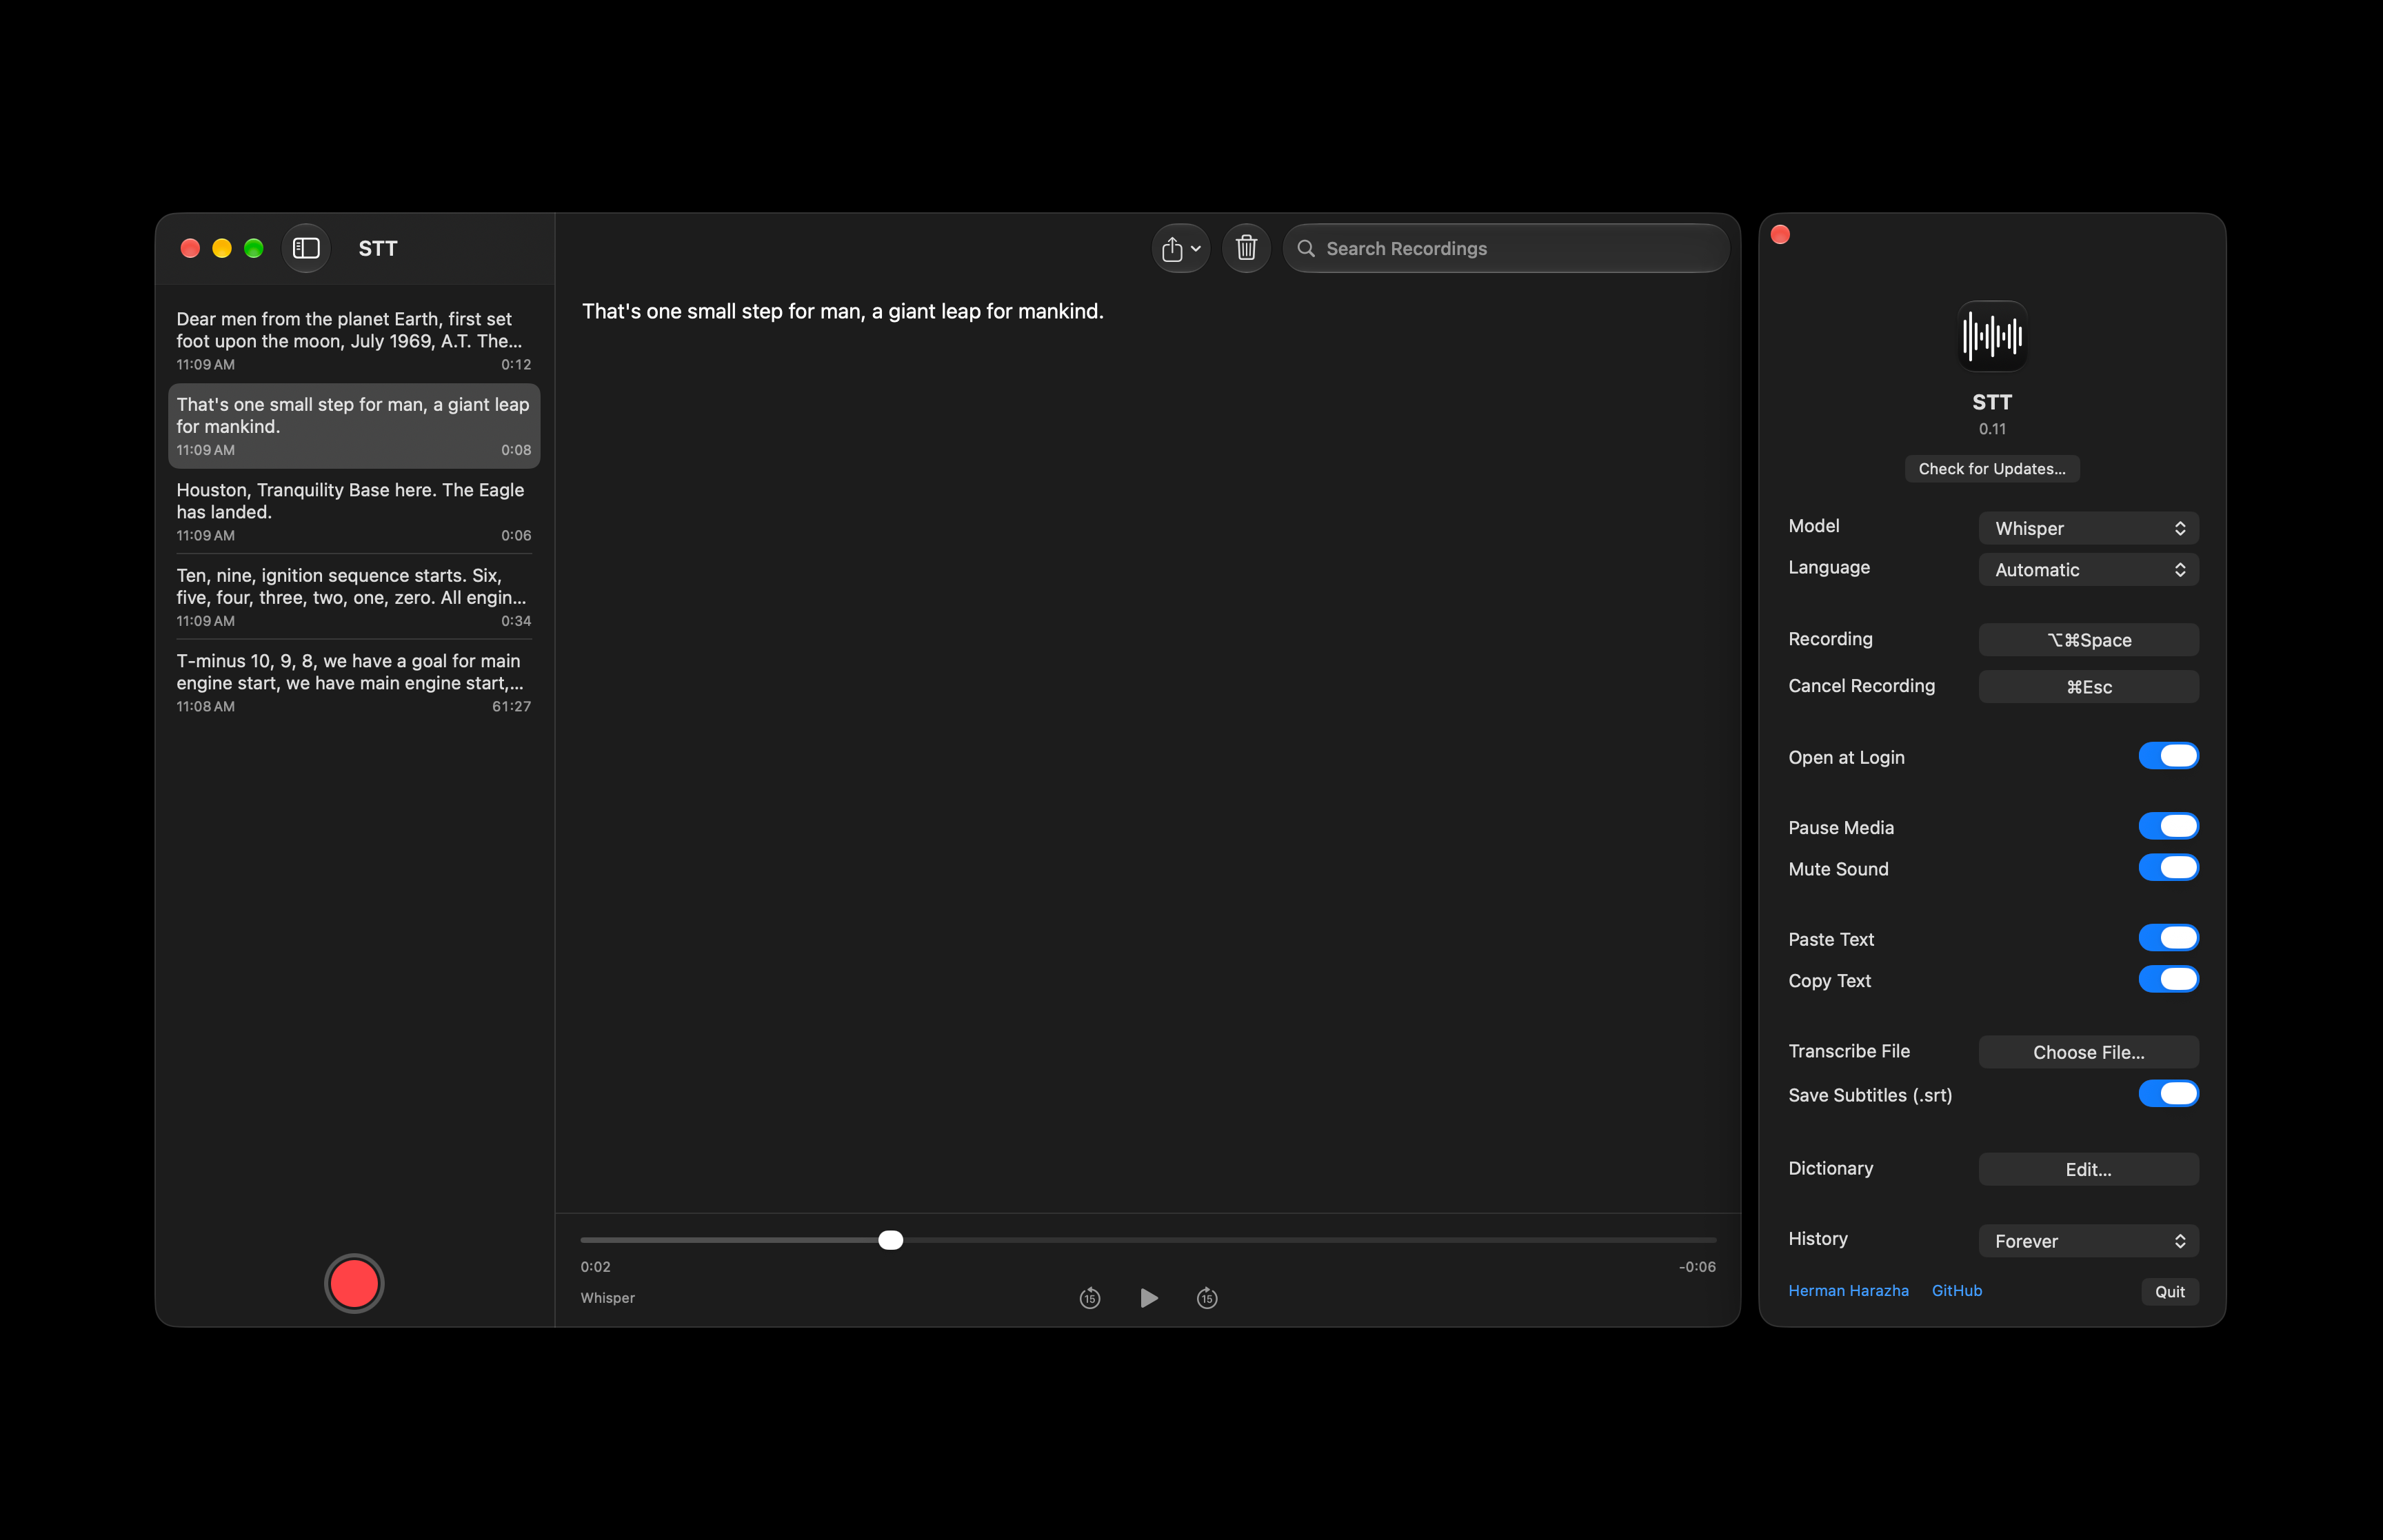 STT
Search Recordings
Dear men from the planet Earth, first set
foot upon the moon, July 1969, A.T. The...
11:09 AM 0:12
That's one small step for man, a giant leap
for mankind.
11:09 AM 0:08
Houston, Tranquility Base here. The Eagle
has landed.
11:09 AM 0:06
Ten, nine, ignition sequence starts. Six,
five, four, three, two, one, zero. All engin...
11:09 AM 0:34
T-minus 10, 9, 8, we have a goal for main
engine start, we have main engine start,...
11:08 AM 61:27
That's one small step for man, a giant leap for mankind.
0:02 -0:06
Whisper
15 15
STT
0.11
Check for Updates...
Model Whisper
Language Automatic
Recording ⌥⌘Space
Cancel Recording ⌘Esc
Open at Login
Pause Media
Mute Sound
Paste Text
Copy Text
Transcribe File Choose File...
Save Subtitles (.srt)
Dictionary Edit...
History Forever
Herman Harazha GitHub Quit